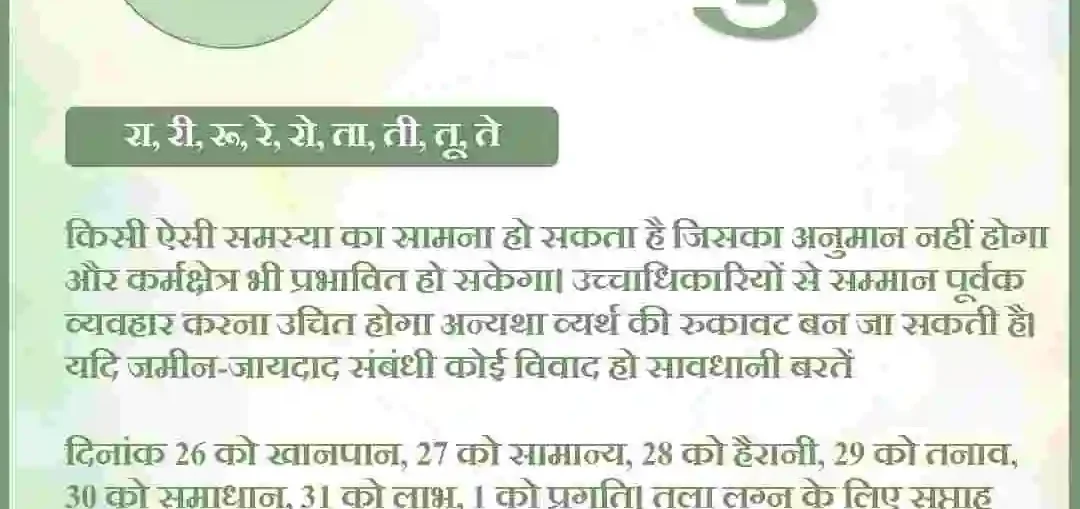 रा, री, रू, रे, रो, ता, ती, तू, ते
किसी ऐसी समस्या का सामना हो सकता है जिसका अनुमान नहीं होगा
और कर्मक्षेत्र भी प्रभावित हो सकेगा। उच्चाधिकारियों से सम्मान पूर्वक
व्यवहार करना उचित होगा अन्यथा व्यर्थ की रुकावट बन जा सकती है।
यदि जमीन-जायदाद संबंधी कोई विवाद हो सावधानी बरतें
दिनांक 26 को खानपान, 27 को सामान्य, 28 को हैरानी, 29 को तनाव,
30 को समाधान, 31 को लाभ, 1 को प्रगति। तुला लग्न के लिए सप्ताह